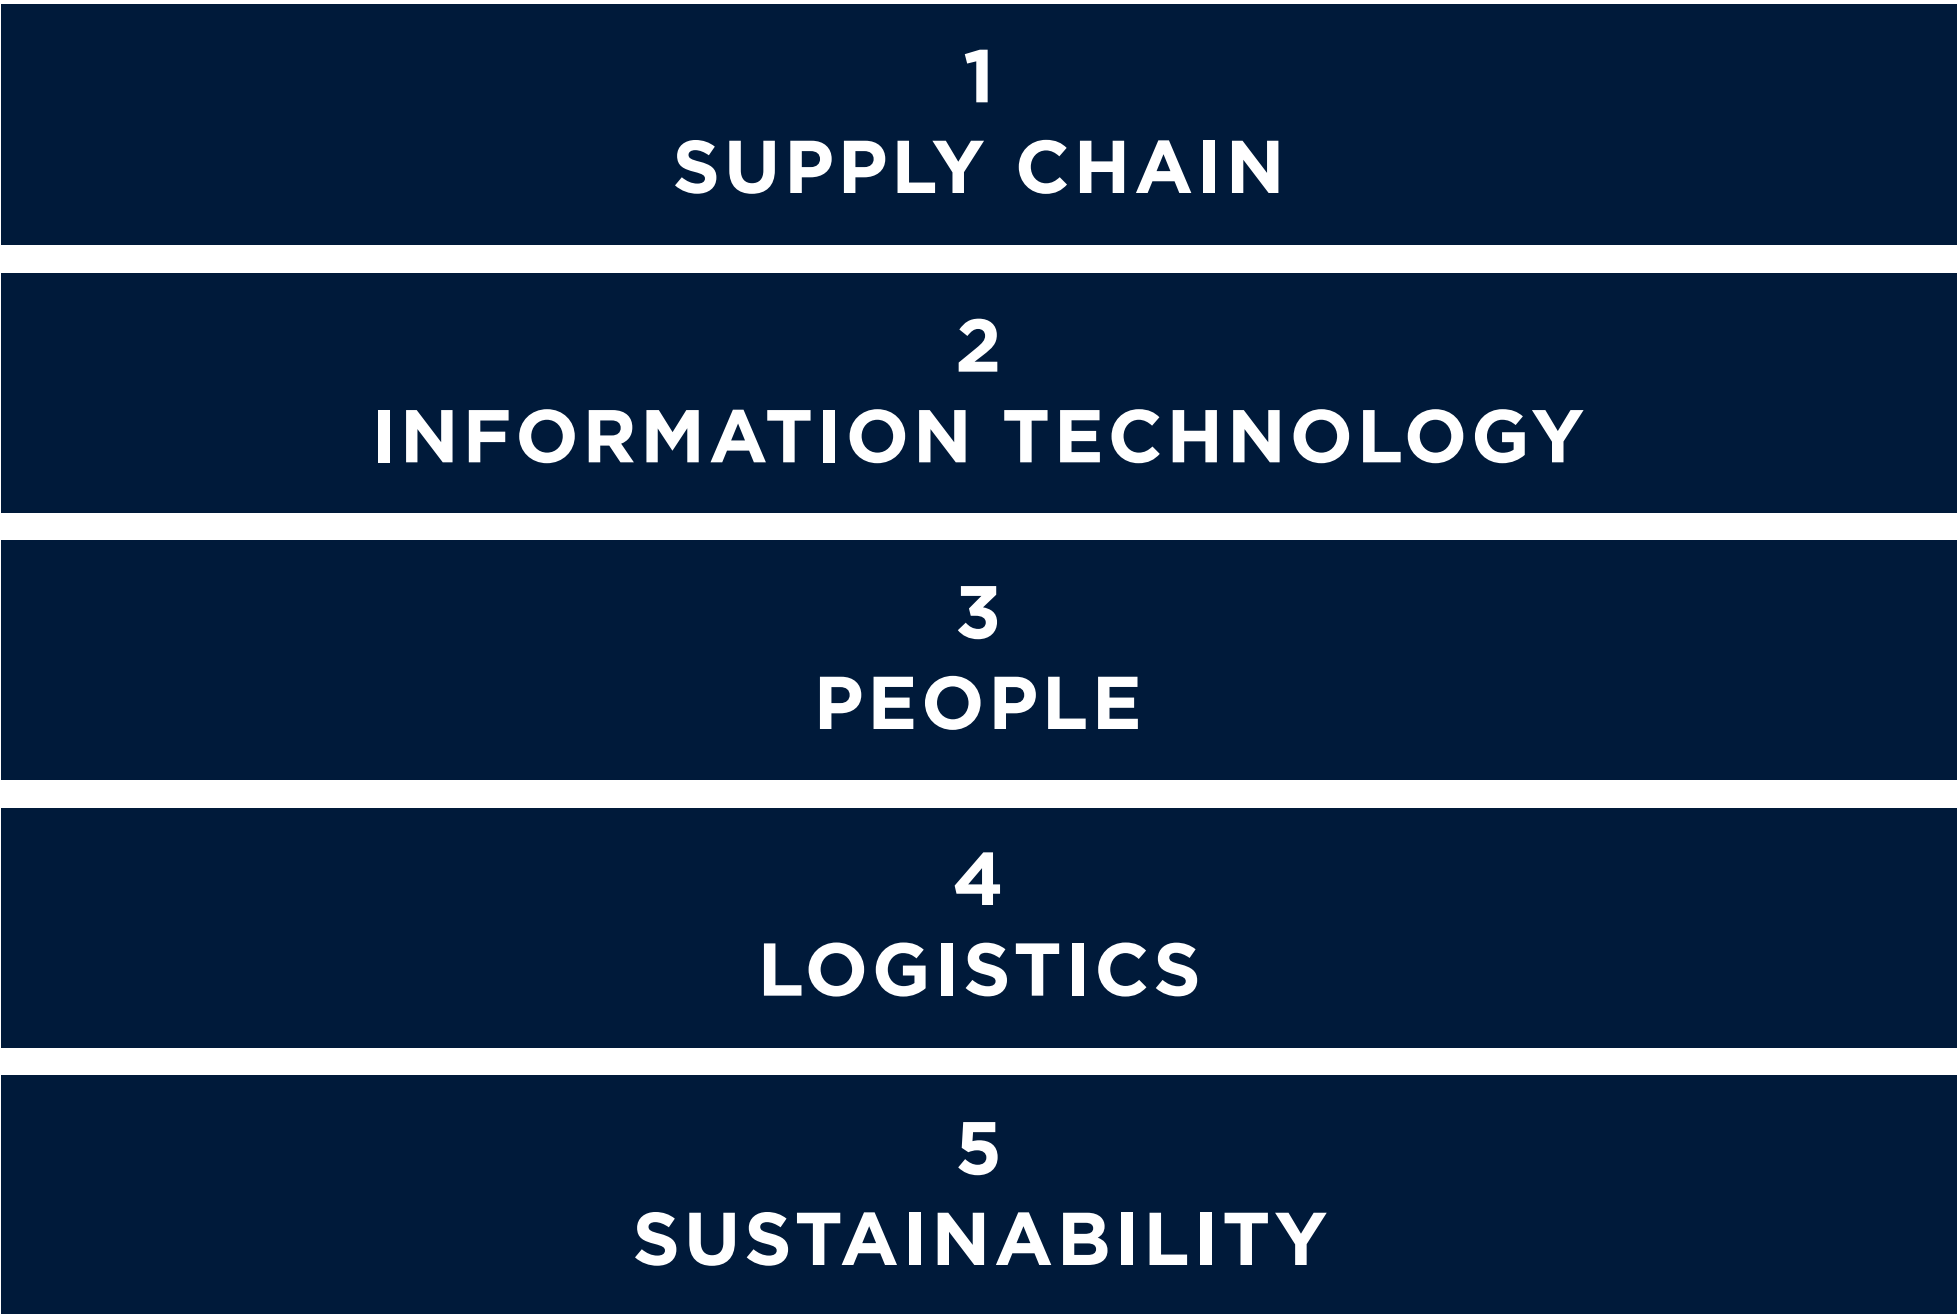 1
SUPPLY CHAIN
2
INFORMATION TECHNOLOGY
3
PEOPLE
4
LOGISTICS
5
SUSTAINABILITY